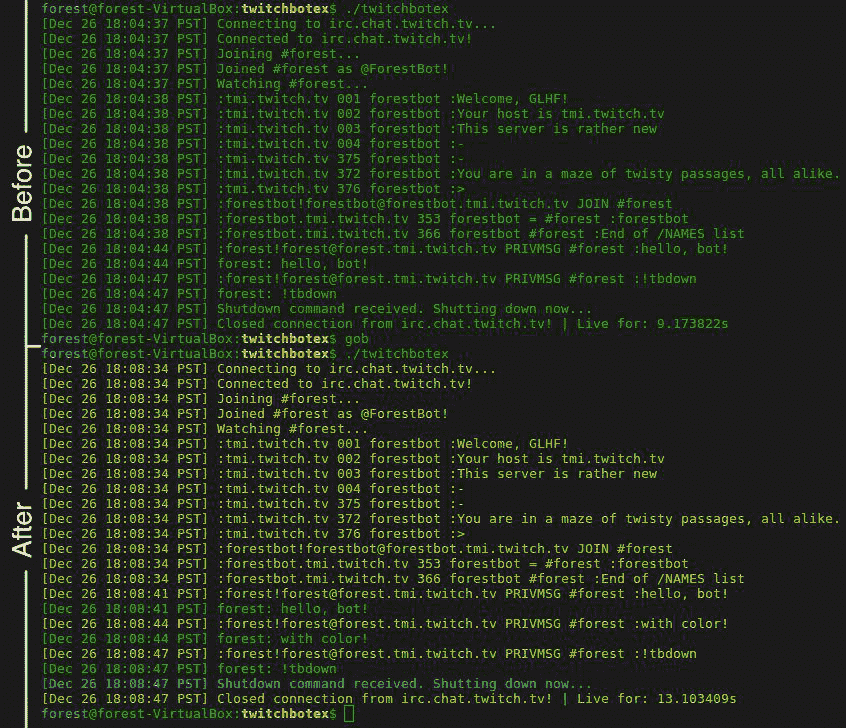 Before
forest@forest-VirtualBox:twitchbotex$ ./twitchbotex
[Dec 26 18:04:37 PST] Connecting to irc.chat.twitch.tv...
[Dec 26 18:04:37 PST] Connected to irc.chat.twitch.tv!
[Dec 26 18:04:37 PST] Joining #forest...
[Dec 26 18:04:37 PST] Joined #forest as @ForestBot!
[Dec 26 18:04:37 PST] Watching #forest...
[Dec 26 18:04:38 PST] :tmi.twitch.tv 001 forestbot :Welcome, GLHF!
[Dec 26 18:04:38 PST] :tmi.twitch.tv 002 forestbot :Your host is tmi.twitch.tv
[Dec 26 18:04:38 PST] :tmi.twitch.tv 003 forestbot :This server is rather new
[Dec 26 18:04:38 PST] :tmi.twitch.tv 004 forestbot :-
[Dec 26 18:04:38 PST] :tmi.twitch.tv 375 forestbot :-
[Dec 26 18:04:38 PST] :tmi.twitch.tv 372 forestbot :You are in a maze of twisty passages, all alike.
[Dec 26 18:04:38 PST] :tmi.twitch.tv 376 forestbot :>
[Dec 26 18:04:38 PST] :forestbot!forestbot@forestbot.tmi.twitch.tv JOIN #forest
[Dec 26 18:04:38 PST] :forestbot.tmi.twitch.tv 353 forestbot = #forest :forestbot
[Dec 26 18:04:38 PST] :forestbot.tmi.twitch.tv 366 forestbot #forest :End of /NAMES list
[Dec 26 18:04:44 PST] :forest!forest@forest.tmi.twitch.tv PRIVMSG #forest :hello, bot!
[Dec 26 18:04:44 PST] forest: hello, bot!
[Dec 26 18:04:47 PST] :forest!forest@forest.tmi.twitch.tv PRIVMSG #forest :!tbdown
[Dec 26 18:04:47 PST] forest: !tbdown
[Dec 26 18:04:47 PST] Shutdown command received. Shutting down now...
[Dec 26 18:04:47 PST] Closed connection from irc.chat.twitch.tv! | Live for: 9.173822s
forest@forest-VirtualBox:twitchbotex$ gob
After
forest@forest-VirtualBox:twitchbotex$ ./twitchbotex
[Dec 26 18:08:34 PST] Connecting to irc.chat.twitch.tv...
[Dec 26 18:08:34 PST] Connected to irc.chat.twitch.tv!
[Dec 26 18:08:34 PST] Joining #forest...
[Dec 26 18:08:34 PST] Joined #forest as @ForestBot!
[Dec 26 18:08:34 PST] Watching #forest...
[Dec 26 18:08:34 PST] :tmi.twitch.tv 001 forestbot :Welcome, GLHF!
[Dec 26 18:08:34 PST] :tmi.twitch.tv 002 forestbot :Your host is tmi.twitch.tv
[Dec 26 18:08:34 PST] :tmi.twitch.tv 003 forestbot :This server is rather new
[Dec 26 18:08:34 PST] :tmi.twitch.tv 004 forestbot :-
[Dec 26 18:08:34 PST] :tmi.twitch.tv 375 forestbot :-
[Dec 26 18:08:34 PST] :tmi.twitch.tv 372 forestbot :You are in a maze of twisty passages, all alike.
[Dec 26 18:08:34 PST] :tmi.twitch.tv 376 forestbot :>
[Dec 26 18:08:34 PST] :forestbot!forestbot@forestbot.tmi.twitch.tv JOIN #forest
[Dec 26 18:08:34 PST] :forestbot.tmi.twitch.tv 353 forestbot = #forest :forestbot
[Dec 26 18:08:34 PST] :forestbot.tmi.twitch.tv 366 forestbot #forest :End of /NAMES list
[Dec 26 18:08:41 PST] :forest!forest@forest.tmi.twitch.tv PRIVMSG #forest :hello, bot!
[Dec 26 18:08:41 PST] forest: hello, bot!
[Dec 26 18:08:44 PST] :forest!forest@forest.tmi.twitch.tv PRIVMSG #forest :with color!
[Dec 26 18:08:44 PST] forest: with color!
[Dec 26 18:08:47 PST] :forest!forest@forest.tmi.twitch.tv PRIVMSG #forest :!tbdown
[Dec 26 18:08:47 PST] forest: !tbdown
[Dec 26 18:08:47 PST] Shutdown command received. Shutting down now...
[Dec 26 18:08:47 PST] Closed connection from irc.chat.twitch.tv! | Live for: 13.103409s
forest@forest-VirtualBox:twitchbotex$